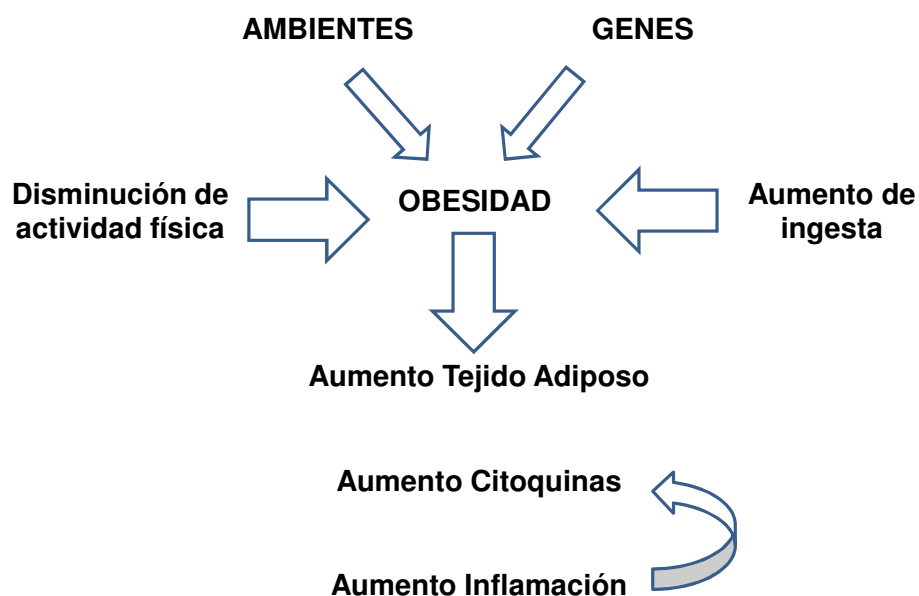 AMBIENTES GENES
Disminución de
actividad física
OBESIDAD
Aumento de
ingesta
Aumento Tejido Adiposo
Aumento Citoquinas
Aumento Inflamación